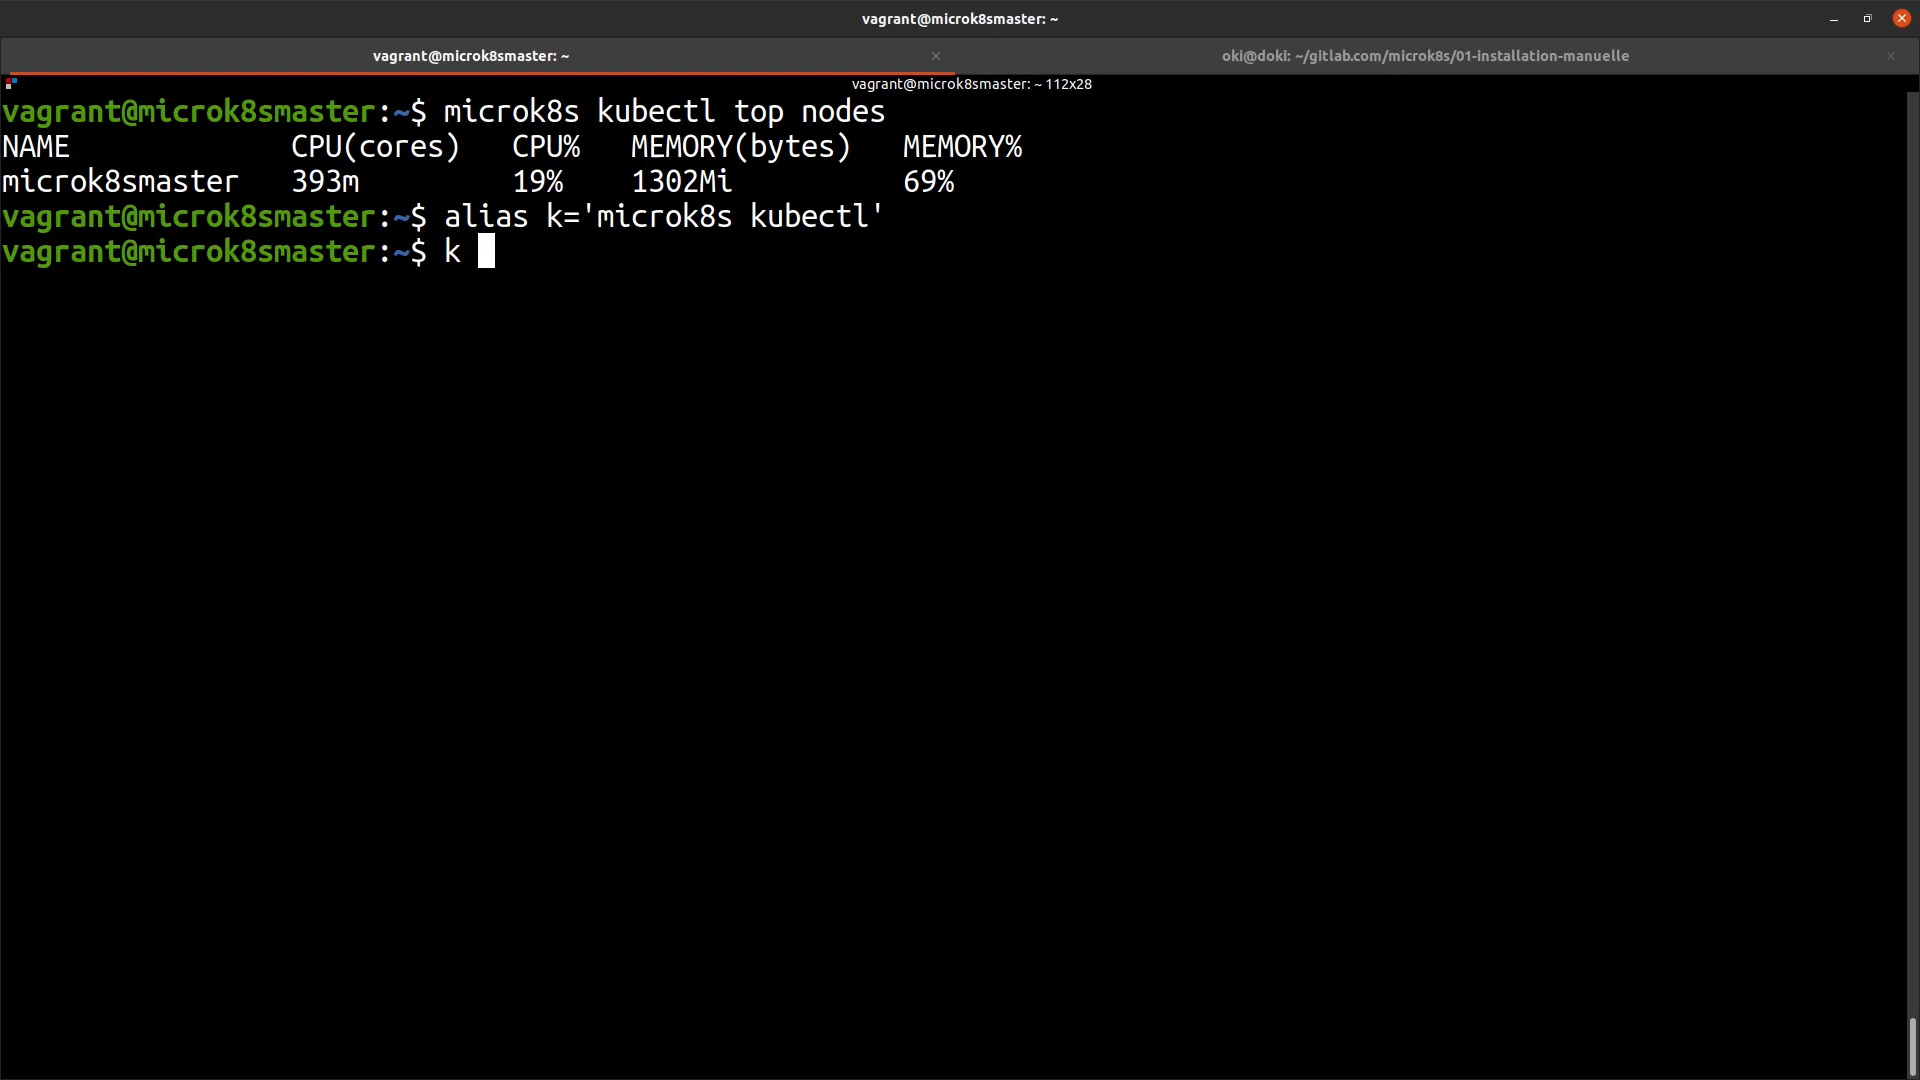 vagrant@microk8smaster: ~
vagrant@microk8smaster: ~
oki@doki: ~/gitlab.com/microk8s/01-installation-manuelle
vagrant@microk8smaster: ~ 112x28
vagrant@microk8smaster:~$ microk8s kubectl top nodes
NAME             CPU(cores)   CPU%   MEMORY(bytes)   MEMORY%
microk8smaster   393m         19%    1302Mi          69%
vagrant@microk8smaster:~$ alias k='microk8s kubectl'
vagrant@microk8smaster:~$ k